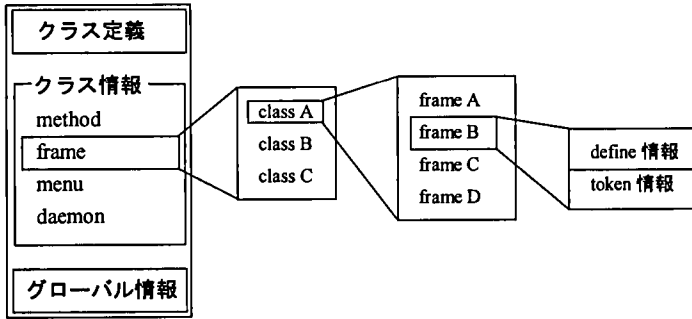 クラス定義
クラス情報
method
frame
menu
daemon
グローバル情報
class A
class B
class C
frame A
frame B
frame C
frame D
define 情報
token 情報